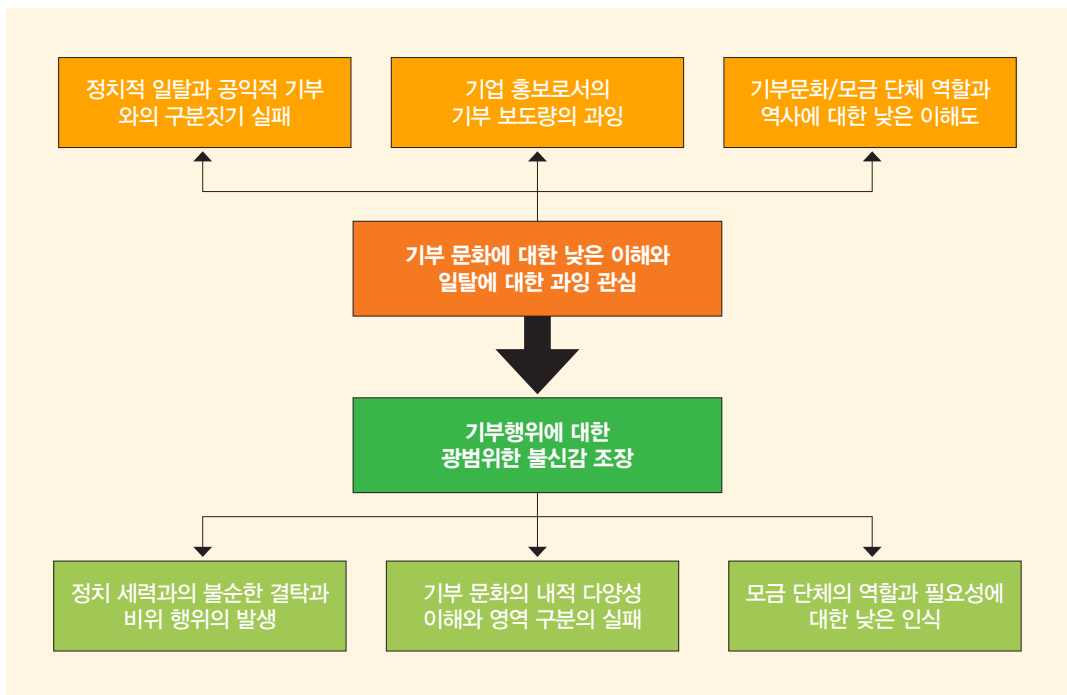 정치적 일탈과 공익적 기부
와의 구분짓기 실패
기업 홍보로서의
기부 보도량의 과잉
기부문화/모금 단체 역할과
역사에 대한 낮은 이해도
기부 문화에 대한 낮은 이해와
일탈에 대한 과잉 관심
기부행위에 대한
광범위한 불신감 조장
정치 세력과의 불순한 결탁과
비위 행위의 발생
기부 문화의 내적 다양성
이해와 영역 구분의 실패
모금 단체의 역할과 필요성에
대한 낮은 인식